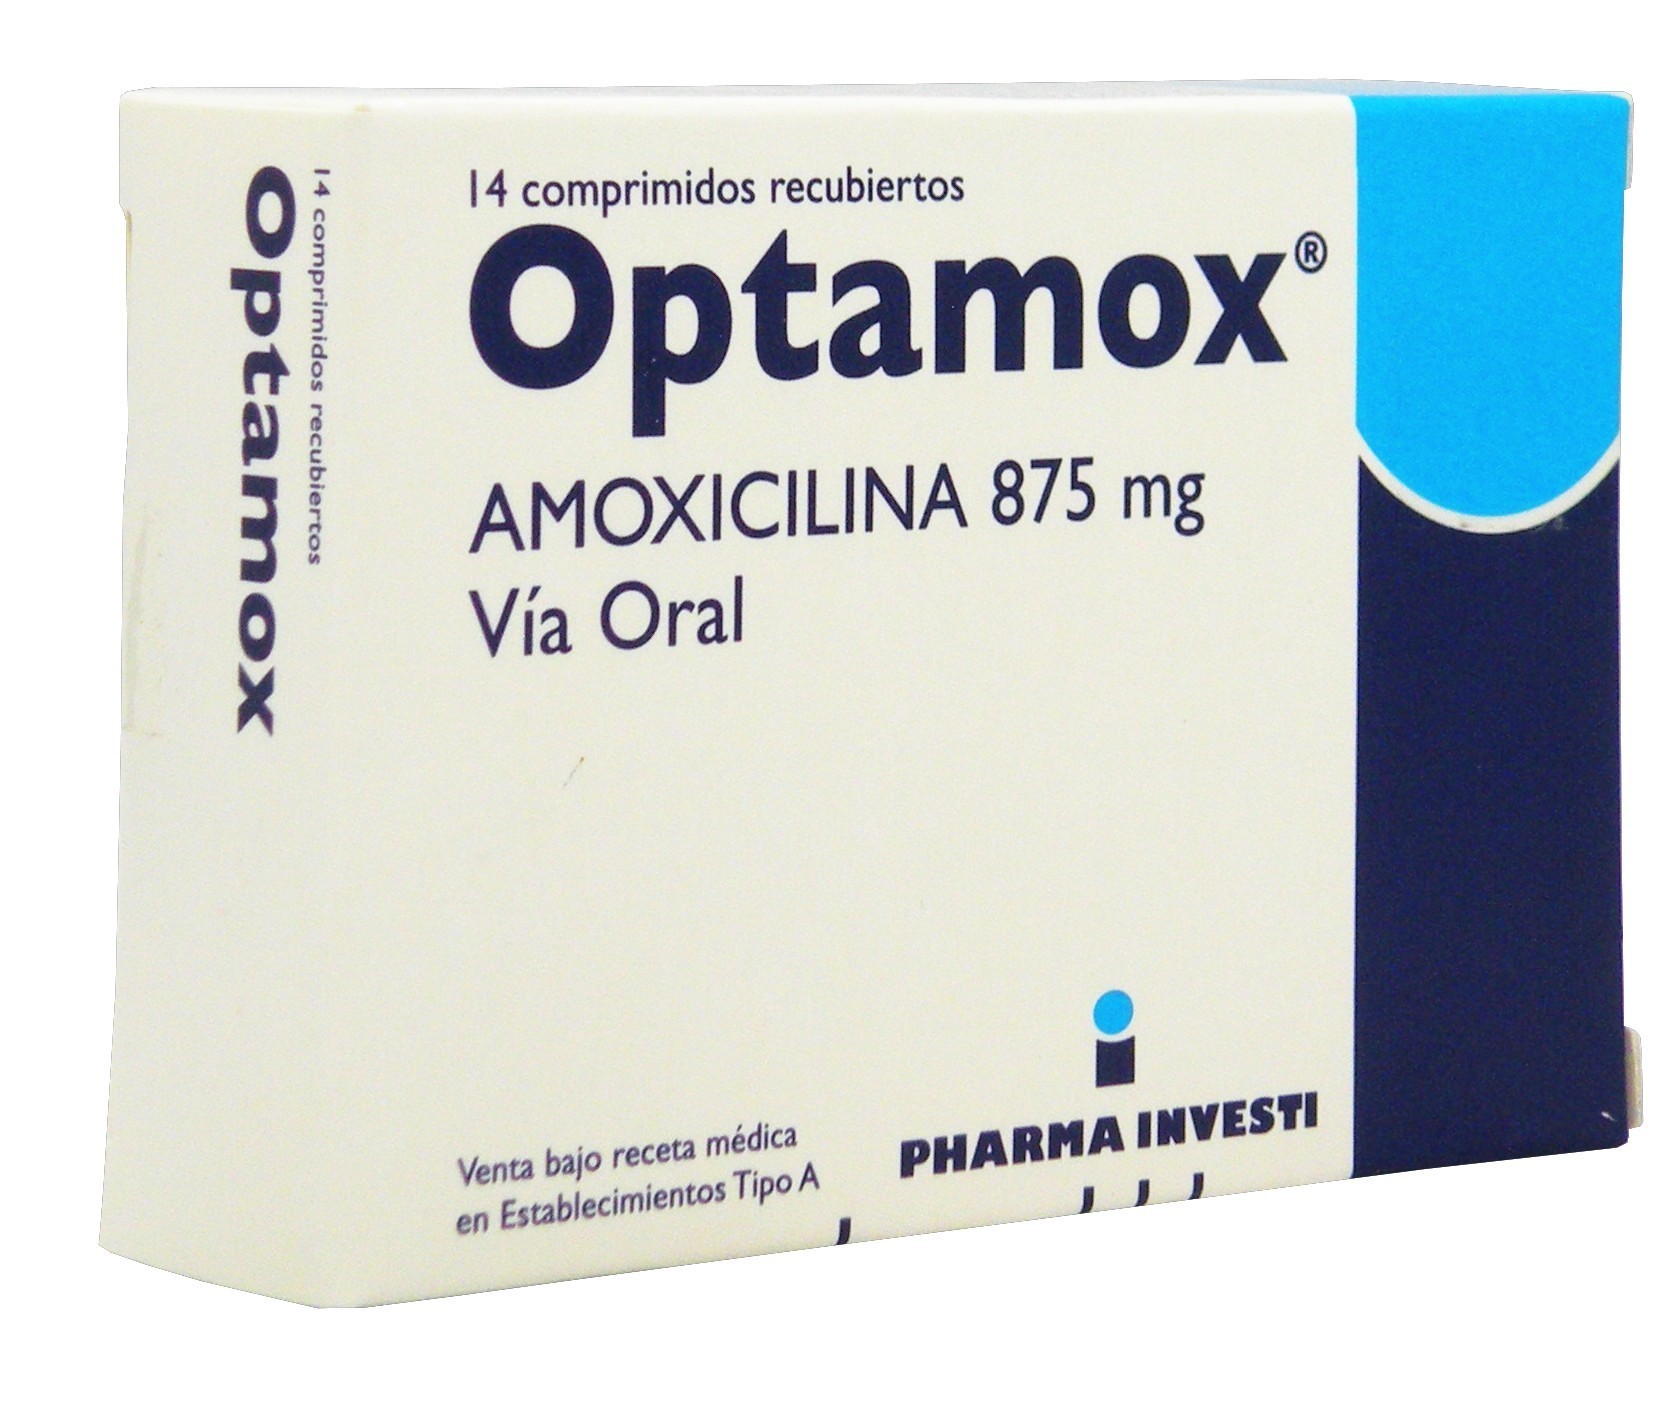 14 comprimidos recubiertos
Optamox
14 comprimidos recubiertos
Optamox®
AMOXICILINA 875 mg
Vía Oral
Venta bajo receta médica
en Establecimientos Tipo A
PHARMA INVESTI